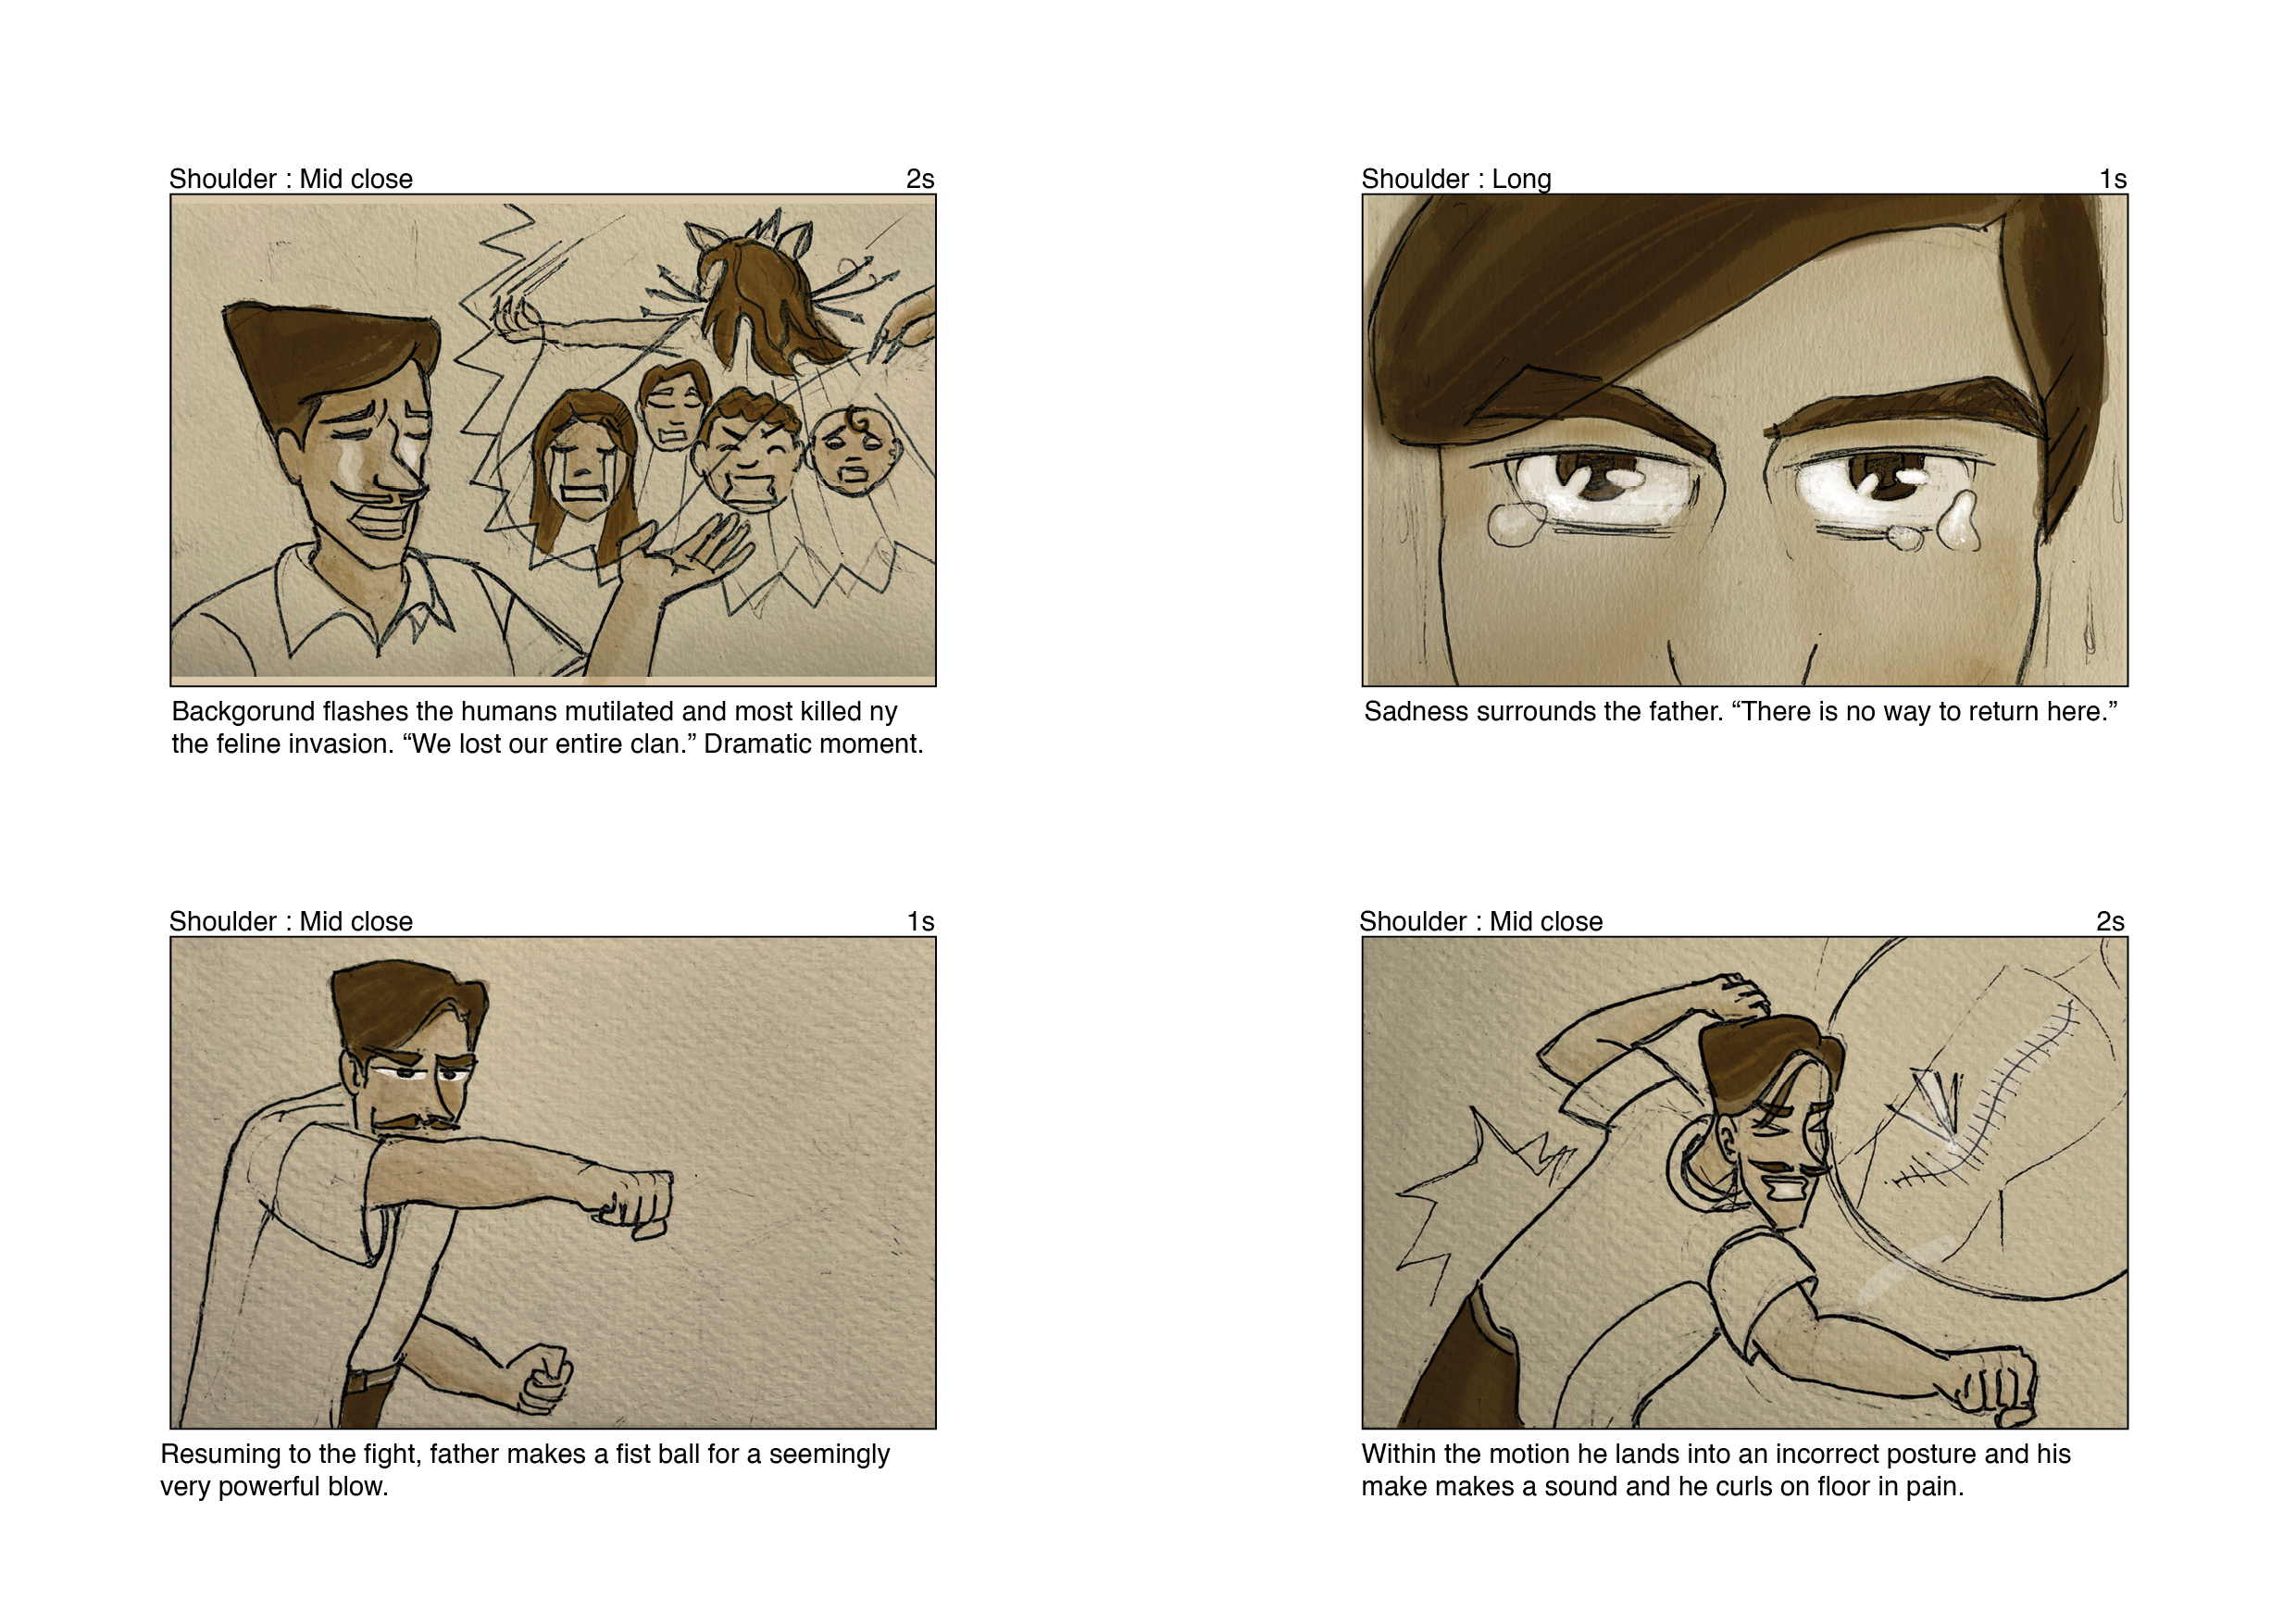 Shoulder : Mid close 2s
Backgorund flashes the humans mutilated and most killed ny
the feline invasion. “We lost our entire clan.” Dramatic moment.
Shoulder : Long 1s
Sadness surrounds the father. “There is no way to return here.”
Shoulder : Mid close 1s
Resuming to the fight, father makes a fist ball for a seemingly
very powerful blow.
Shoulder : Mid close 2s
Within the motion he lands into an incorrect posture and his
make makes a sound and he curls on floor in pain.